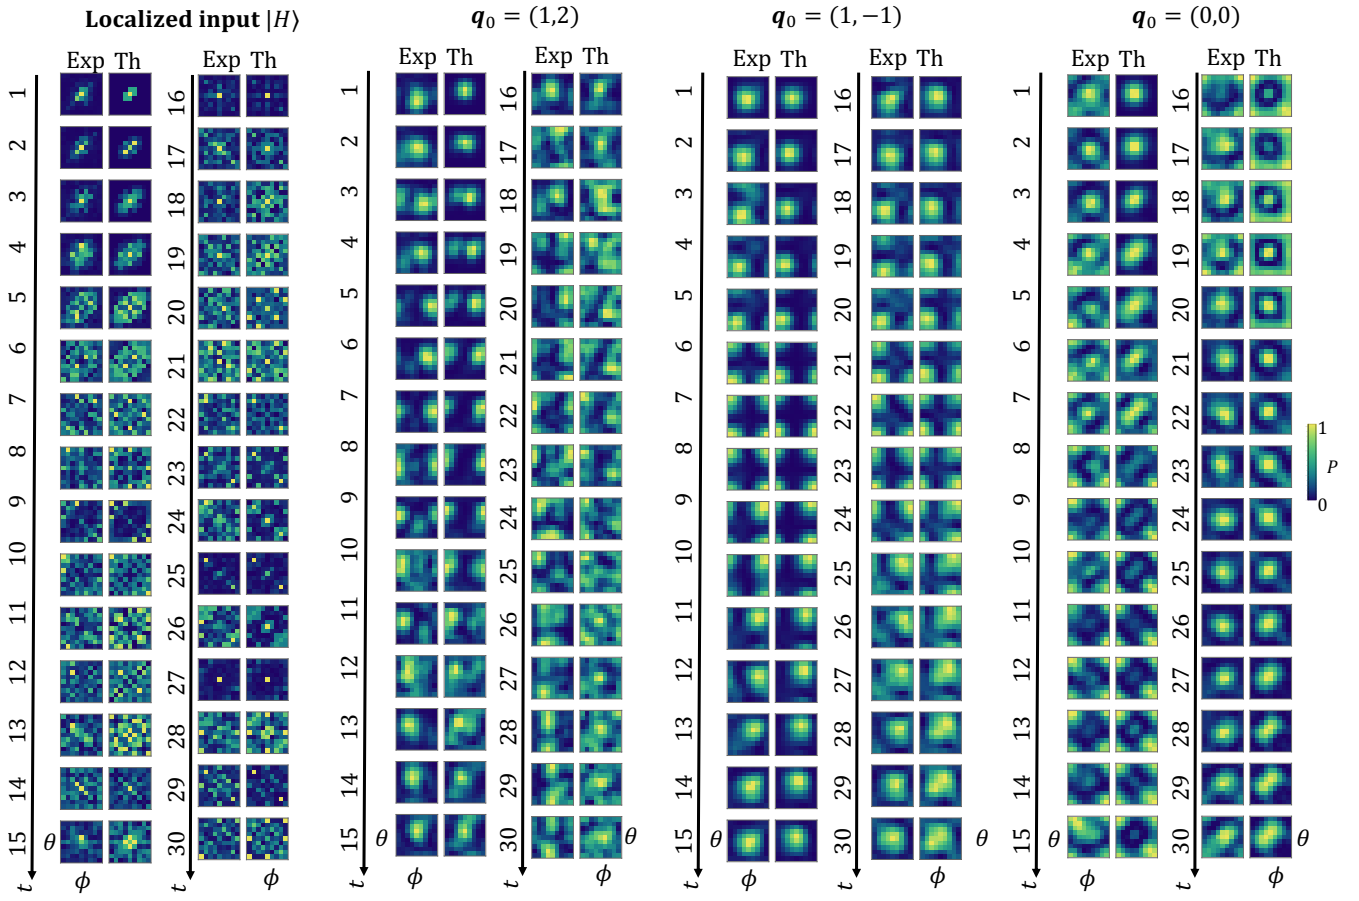 Localized input |H⟩
𝒒₀ = (1,2)
𝒒₀ = (1, −1)
𝒒₀ = (0,0)
Exp Th Exp Th Exp Th Exp Th Exp Th Exp Th Exp Th Exp Th
1 16 1 16 1 16 1 16
2 17 2 17 2 17 2 17
3 18 3 18 3 18 3 18
4 19 4 19 4 19 4 19
5 20 5 20 5 20 5 20
6 21 6 21 6 21 6 21
7 22 7 22 7 22 7 22
8 23 8 23 8 23 8 23
9 24 9 24 9 24 9 24
10 25 10 25 10 25 10 25
11 26 11 26 11 26 11 26
12 27 12 27 12 27 12 27
13 28 13 28 13 28 13 28
14 29 14 29 14 29 14 29
15 θ 30 15 θ 30 θ 15 θ 30 θ 15 θ 30 θ
t ϕ t ϕ t ϕ t ϕ t ϕ t ϕ t ϕ t ϕ
1
P
0